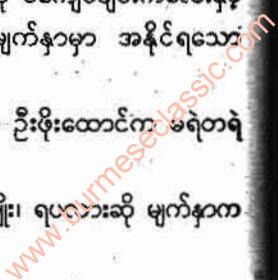 မျက်နှာမှာ အနိုင်ရသော
ဦးဖိုးထောင်က မရဲတရဲ
ရပလားဆို မျက်နှာက
www.burmeseclassic.com